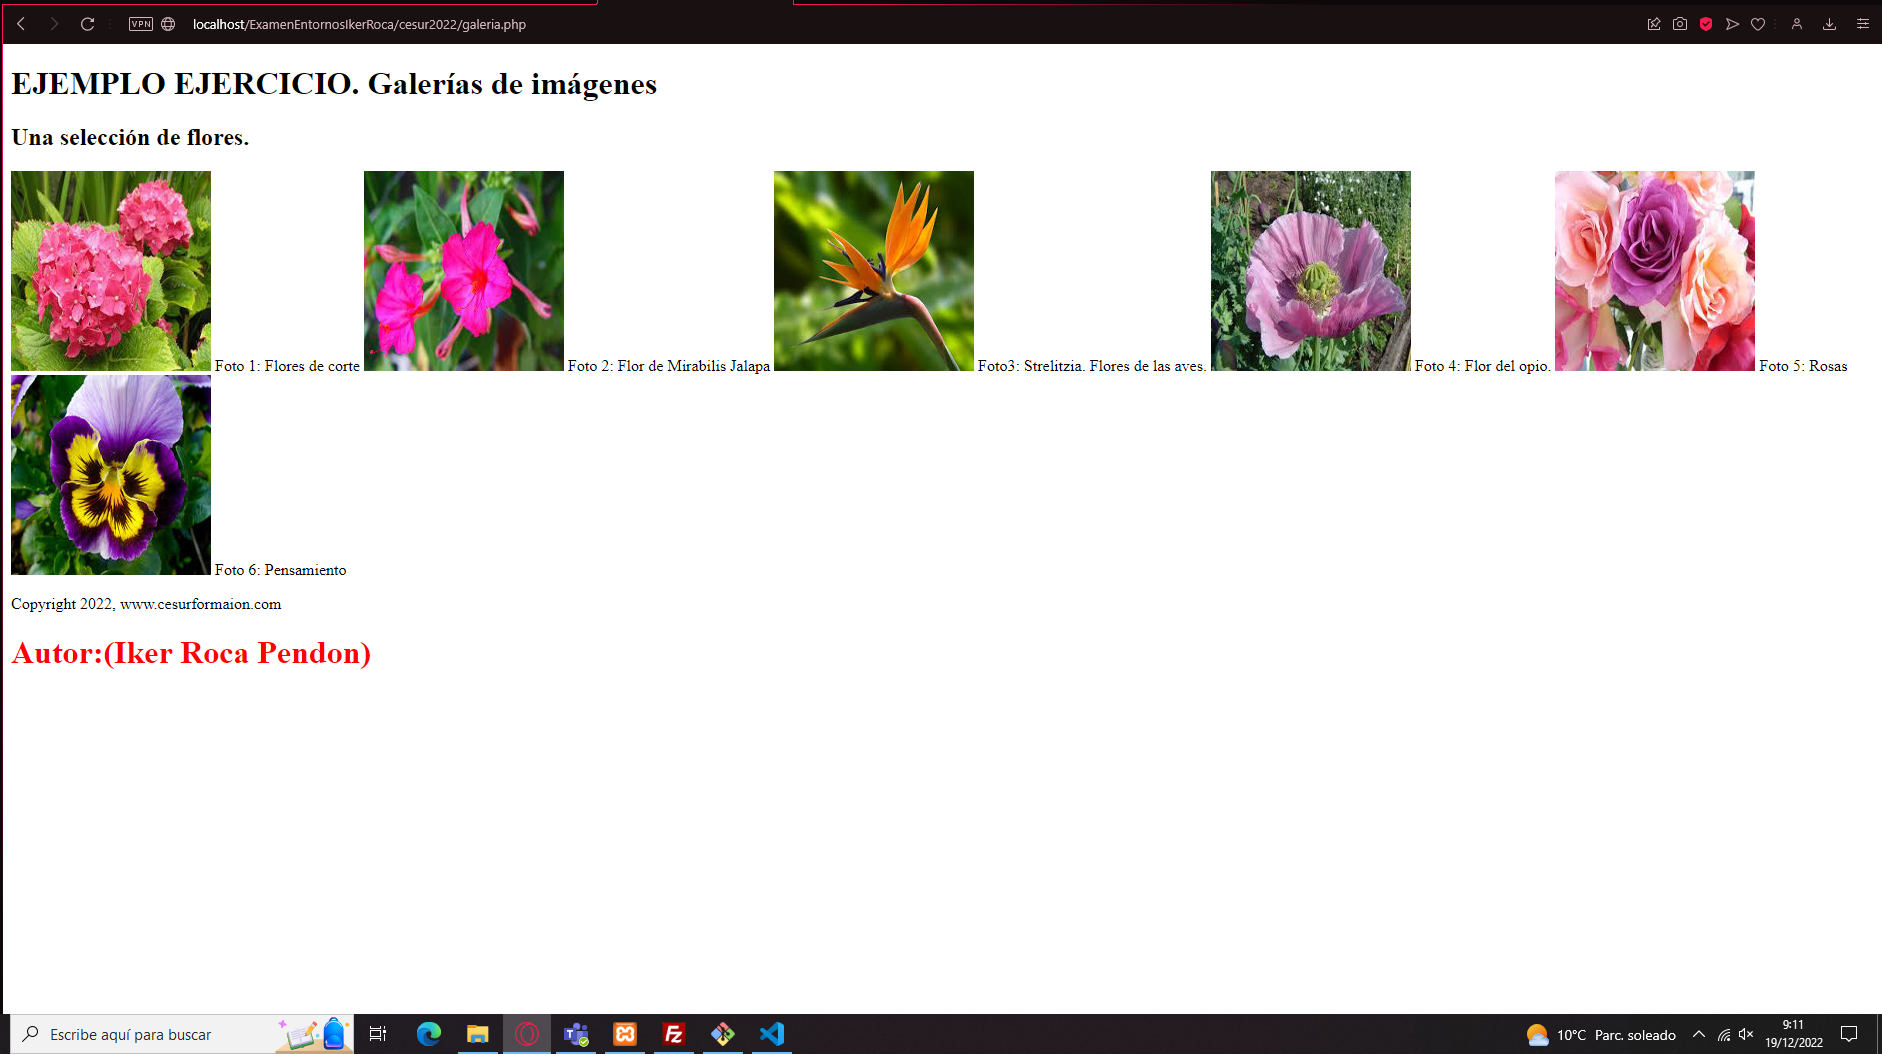 VPN
localhost/ExamenEntornosIkerRoca/cesur2022/galeria.php
EJEMPLO EJERCICIO. Galerías de imágenes
Una selección de flores.
Foto 1: Flores de corte Foto 2: Flor de Mirabilis Jalapa Foto3: Strelitzia. Flores de las aves. Foto 4: Flor del opio. Foto 5: Rosas
Foto 6: Pensamiento
Copyright 2022, www.cesurformaion.com
Autor:(Iker Roca Pendon)
Escribe aquí para buscar
10°C Parc. soleado
9:11
19/12/2022